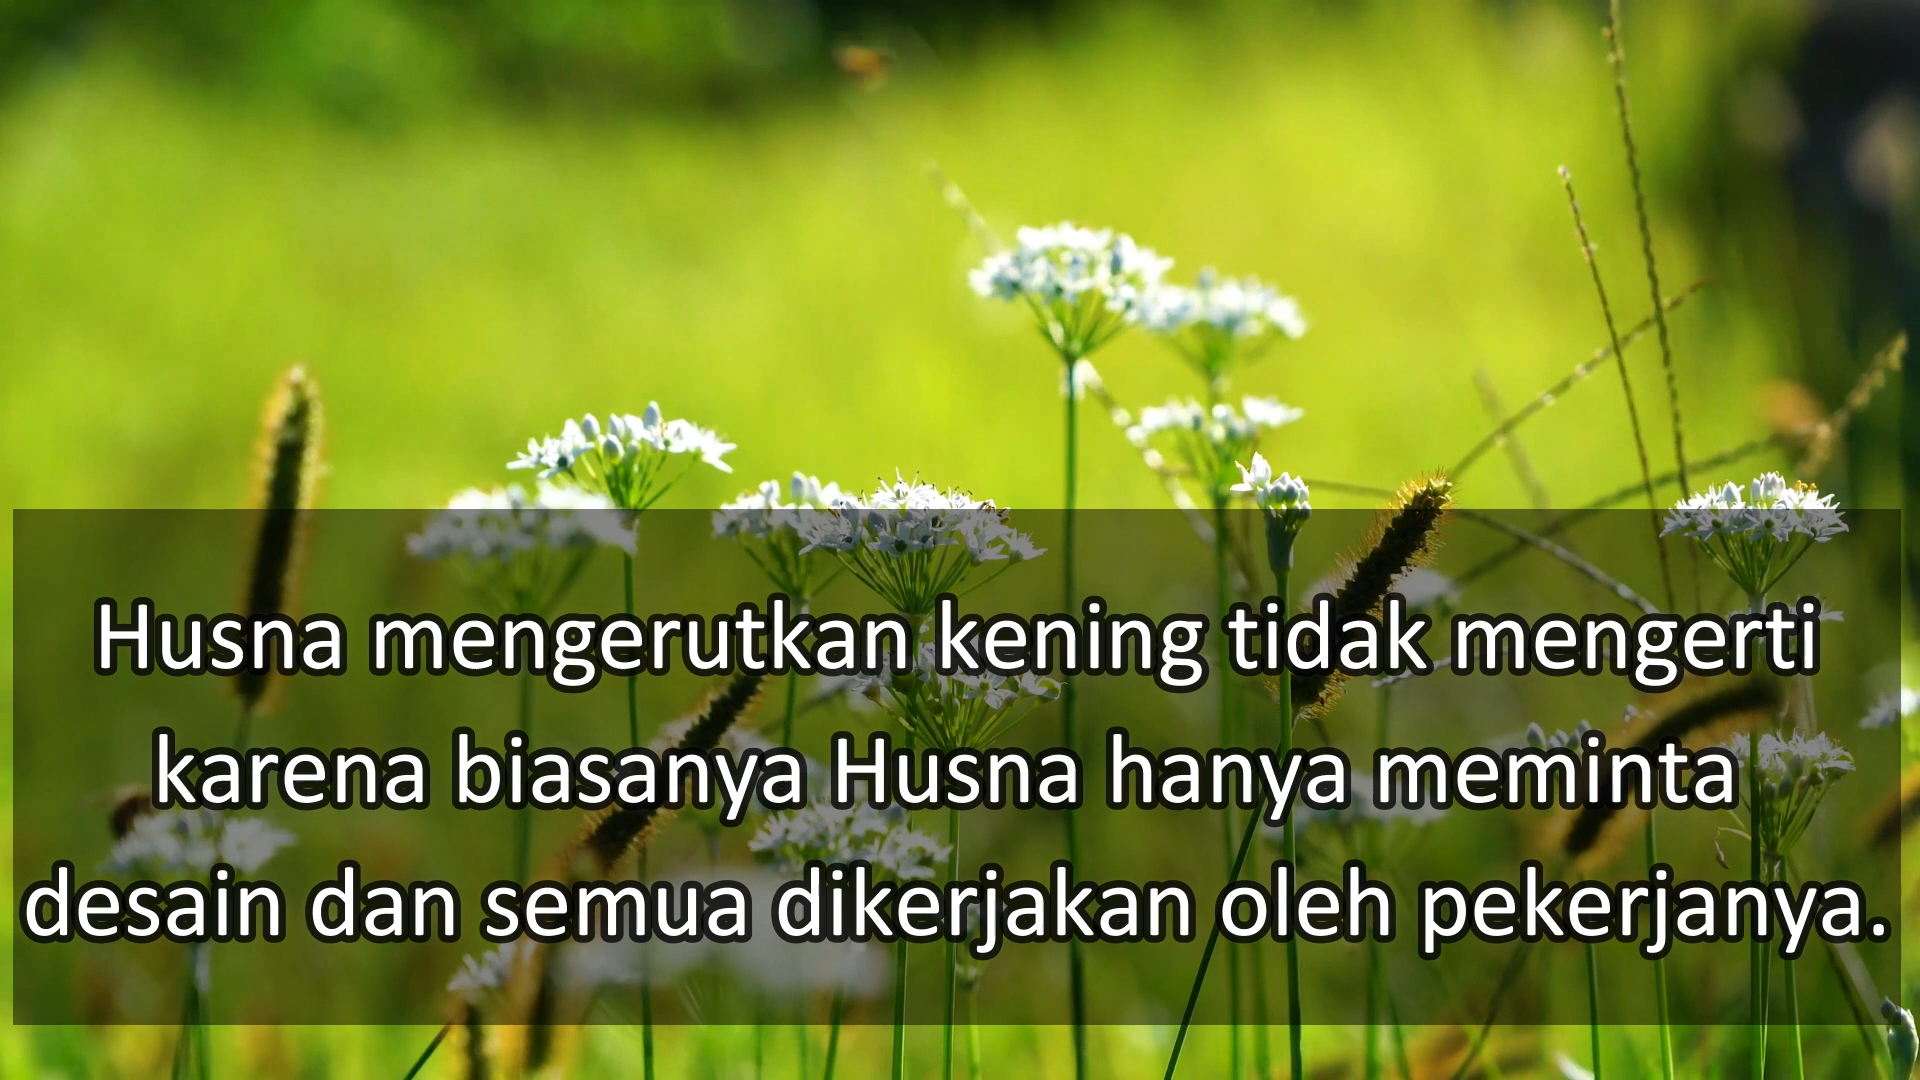 Husna mengerutkan kening tidak mengerti
karena biasanya Husna hanya meminta
desain dan semua dikerjakan oleh pekerjanya.